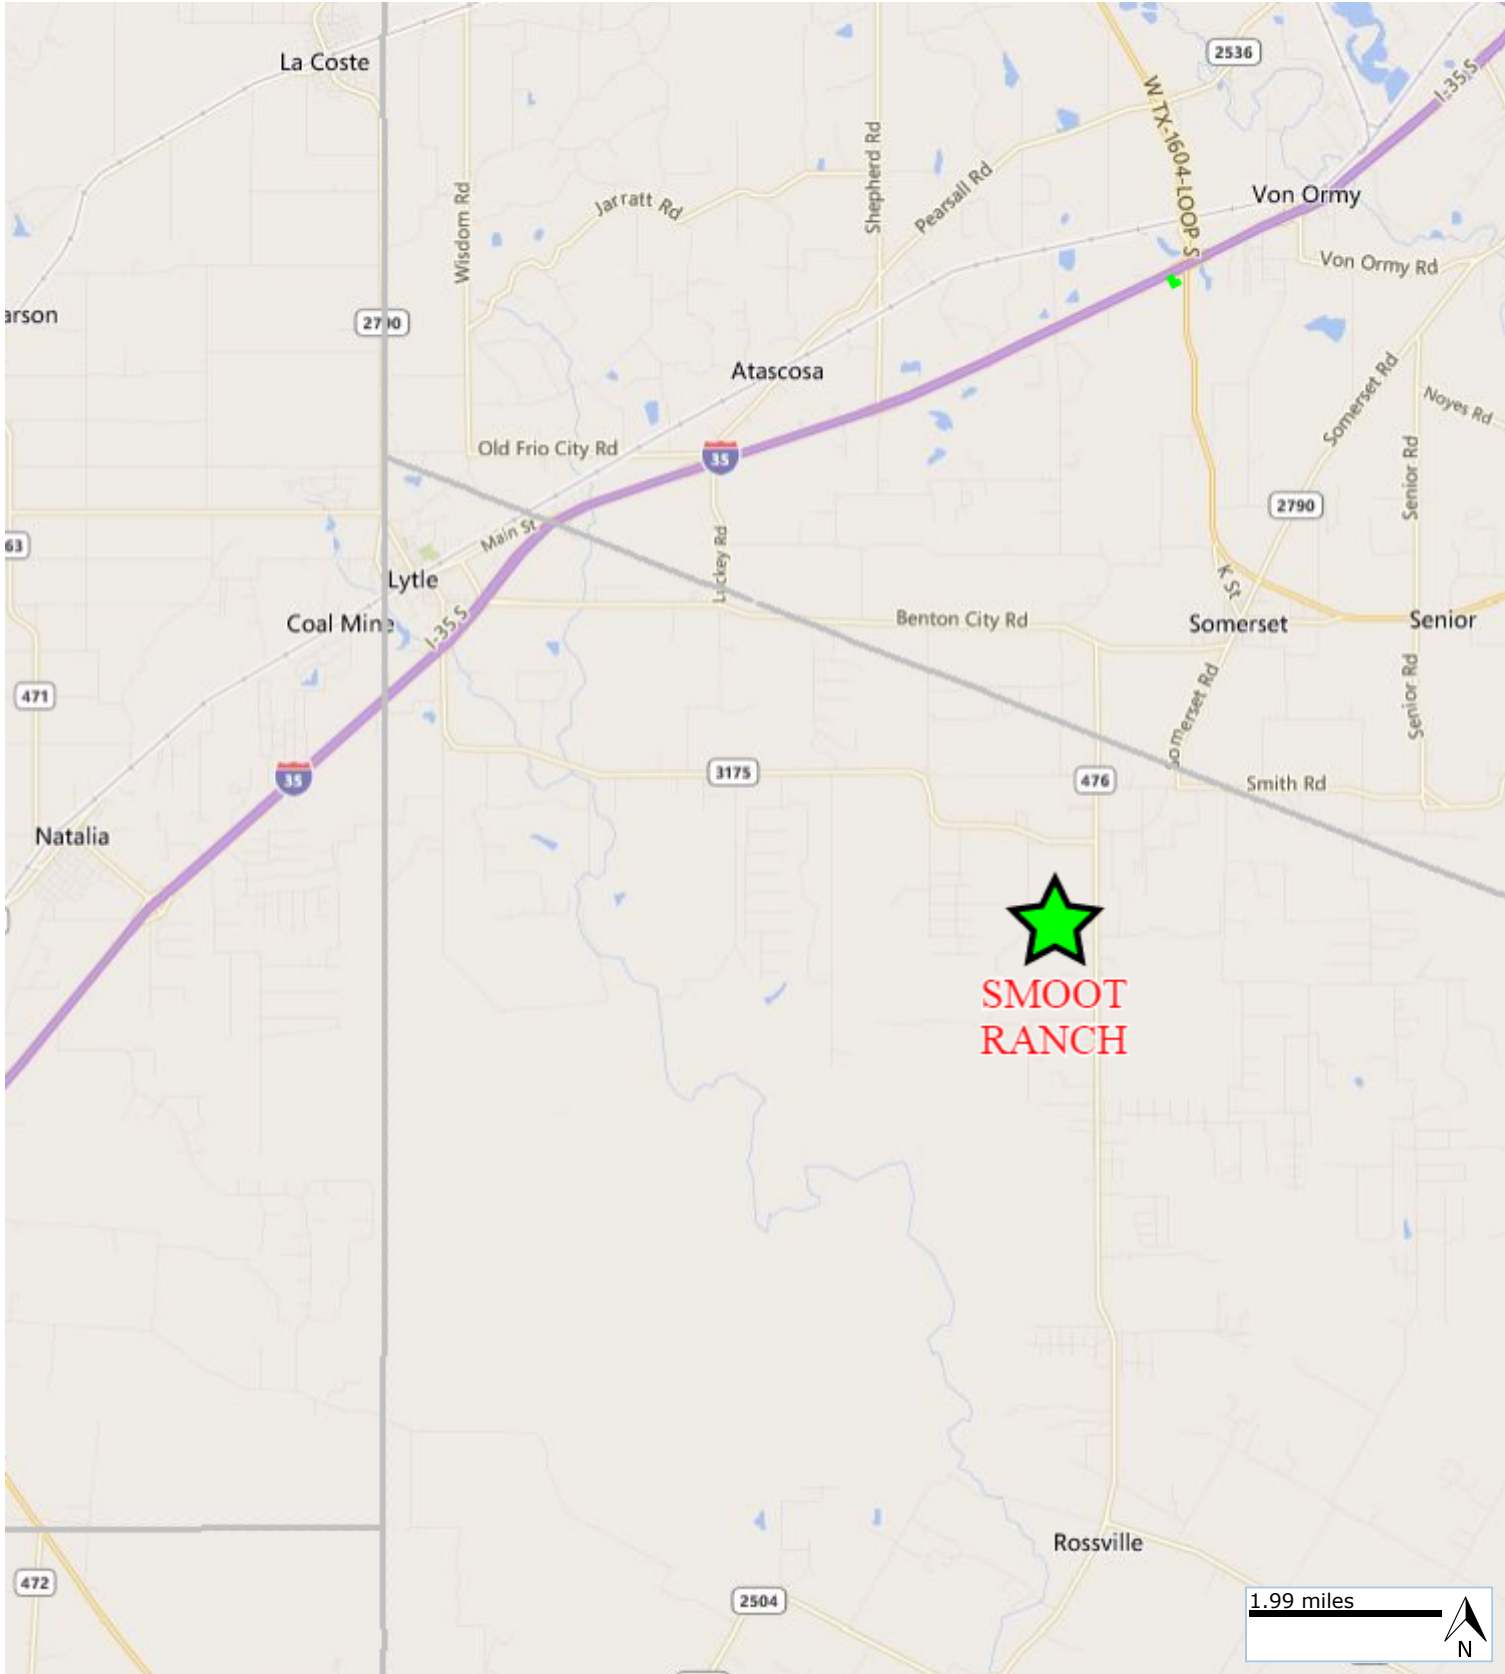 La Coste
2536
I-35 S
W TX-1604-LOOP S
Shepherd Rd
Pearsall Rd
Wisdom Rd
Jarratt Rd
Von Ormy
Von Ormy Rd
arson
2790
Atascosa
Somerset Rd
Noyes Rd
Old Frio City Rd
35
Senior Rd
2790
Main St
63
Luckey Rd
Lytle
K St
Coal Mine
I-35 S
Benton City Rd
Somerset
Senior
471
Somerset Rd
Senior Rd
35
3175
476
Smith Rd
Natalia
SMOOT
RANCH
Rossville
472
2504
1.99 miles
N